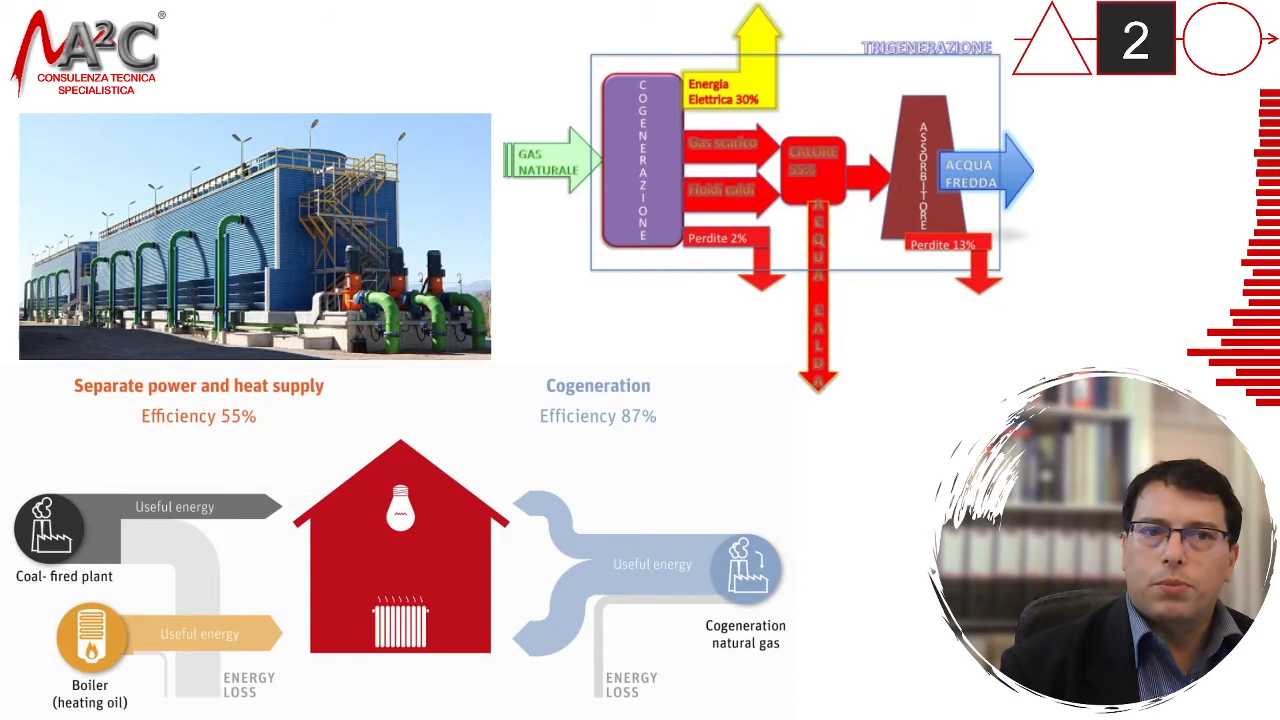 A²C®
CONSULENZA TECNICA
SPECIALISTICA
TRIGENERAZIONE
2
Energia
Elettrica 30%
COGENERAZIONE
GAS
NATURALE
Gas scarico
Fluidi caldi
CALORE
55%
ASSORBITORE
ACQUA
FREDDA
Perdite 2%
Perdite 13%
ACQUA CALDA
Separate power and heat supply
Efficiency 55%
Cogeneration
Efficiency 87%
Useful energy
Coal- fired plant
Useful energy
Boiler
(heating oil)
ENERGY
LOSS
Useful energy
Cogeneration
natural gas
ENERGY
LOSS